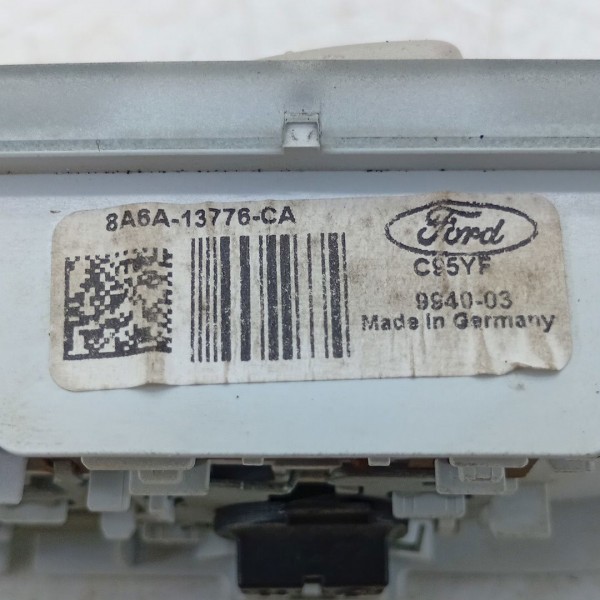 8A6A-13776-CA
Ford
C95YF
9940-03
Made in Germany